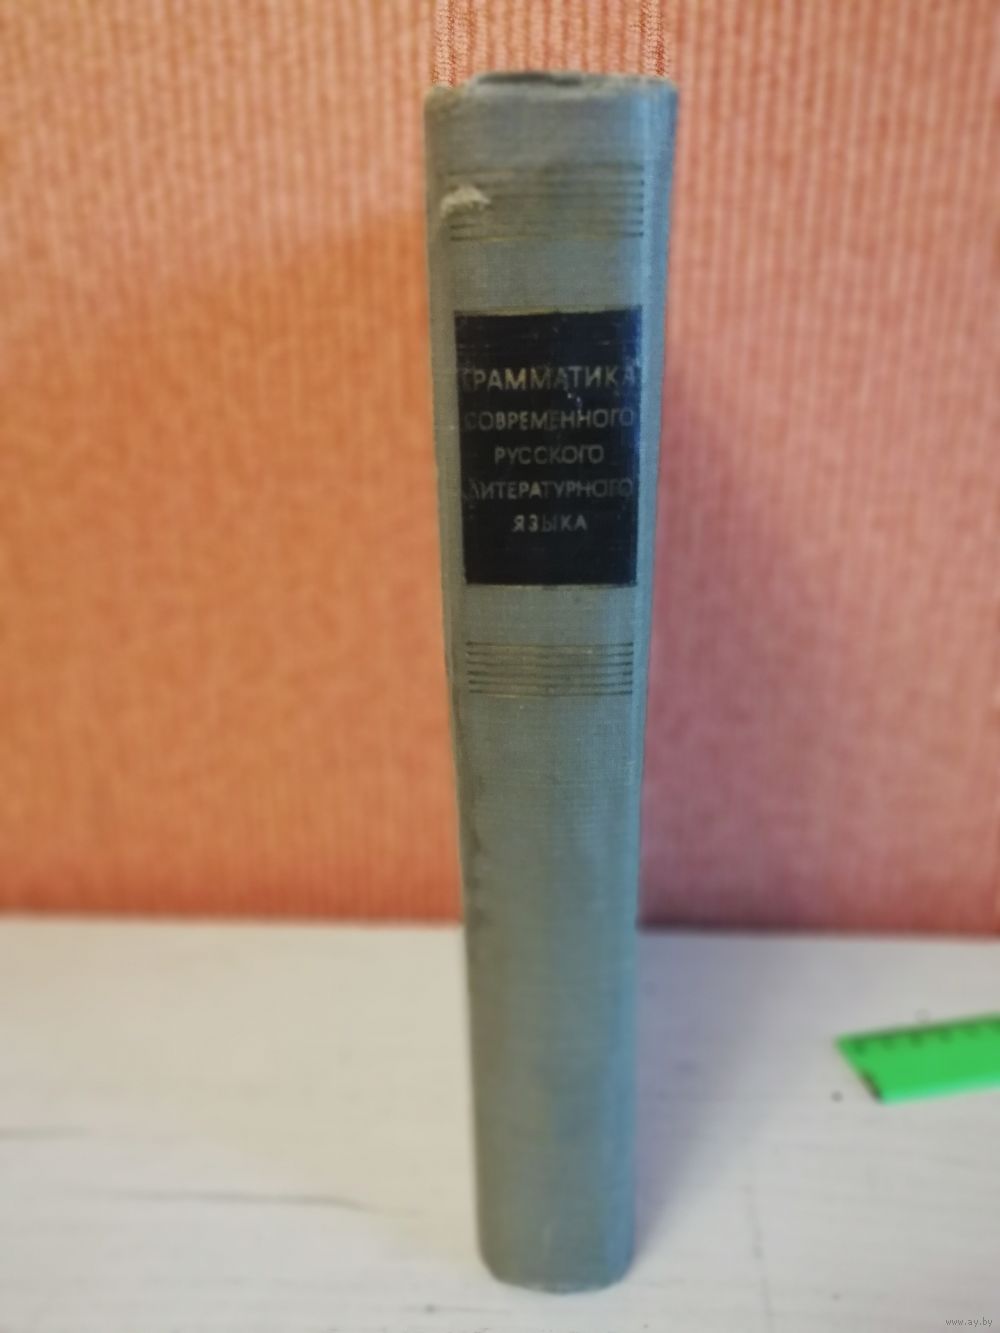 ГРАММАТИКА
СОВРЕМЕННОГО
РУССКОГО
ЛИТЕРАТУРНОГО
ЯЗЫКА
www.ay.by